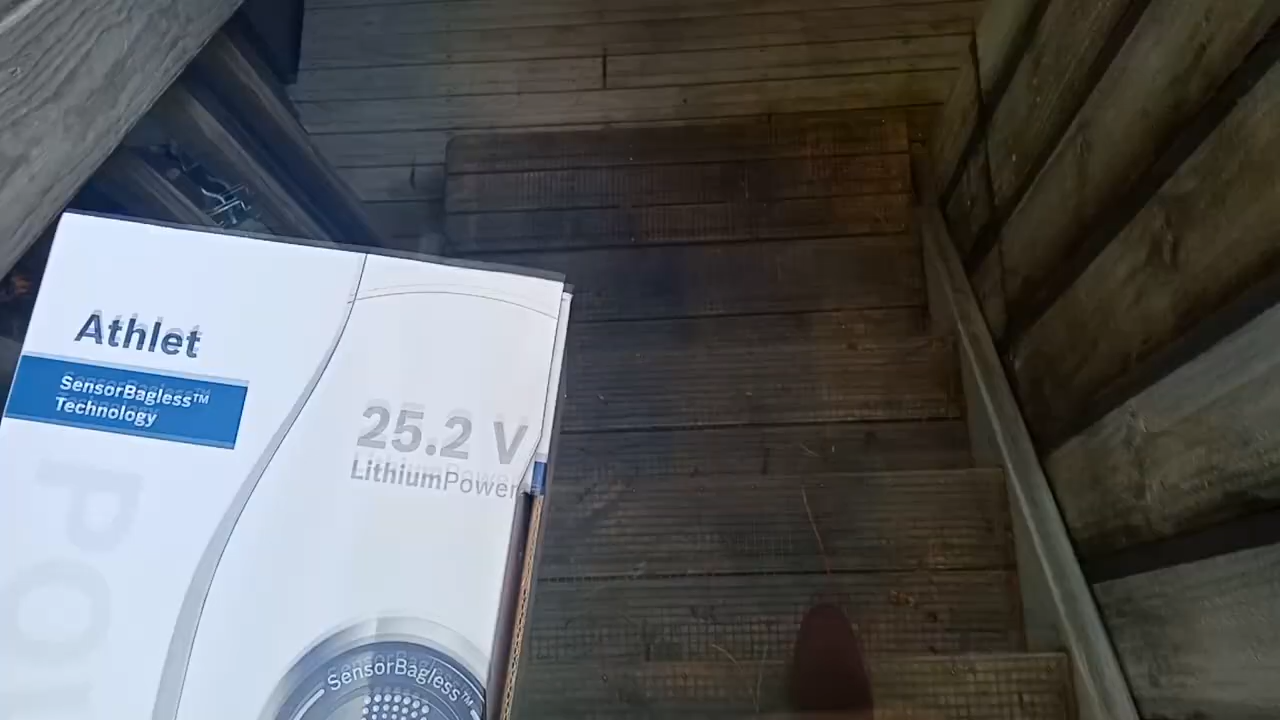 Athlet
SensorBagless™
Technology
25.2 V
LithiumPower
SensorBagless™